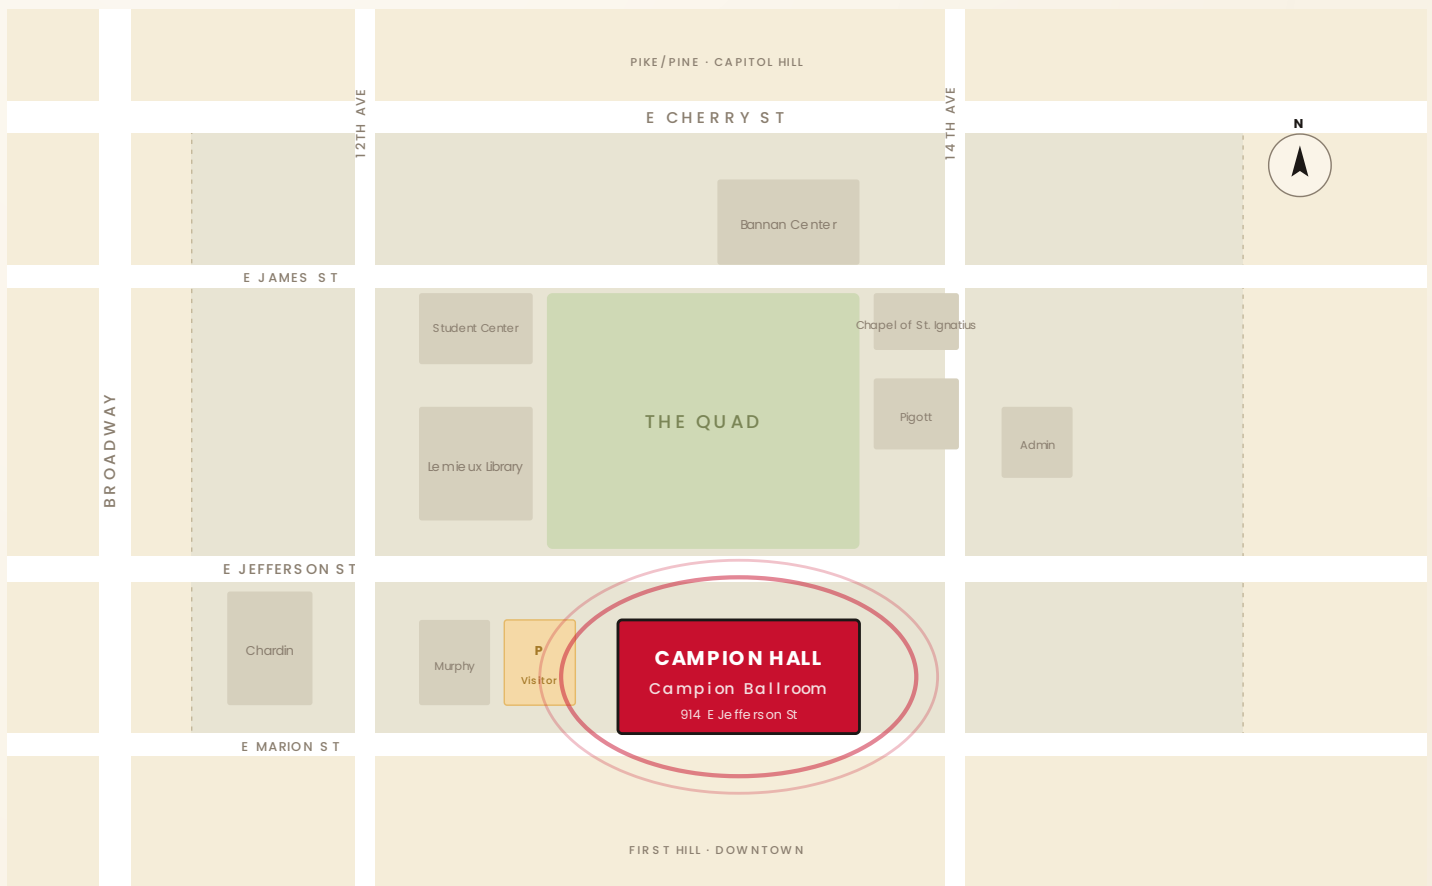 PIKE/PINE · CAPITOL HILL
12TH AVE
14TH AVE
E CHERRY ST
N
Bannan Center
E JAMES ST
Student Center
Chapel of St. Ignatius
BROADWAY
THE QUAD
Pigott
Admin
Lemieux Library
E JEFFERSON ST
Chardin
Murphy
P
Visitor
CAMPION HALL
Campion Ballroom
914 E Jefferson St
E MARION ST
FIRST HILL · DOWNTOWN